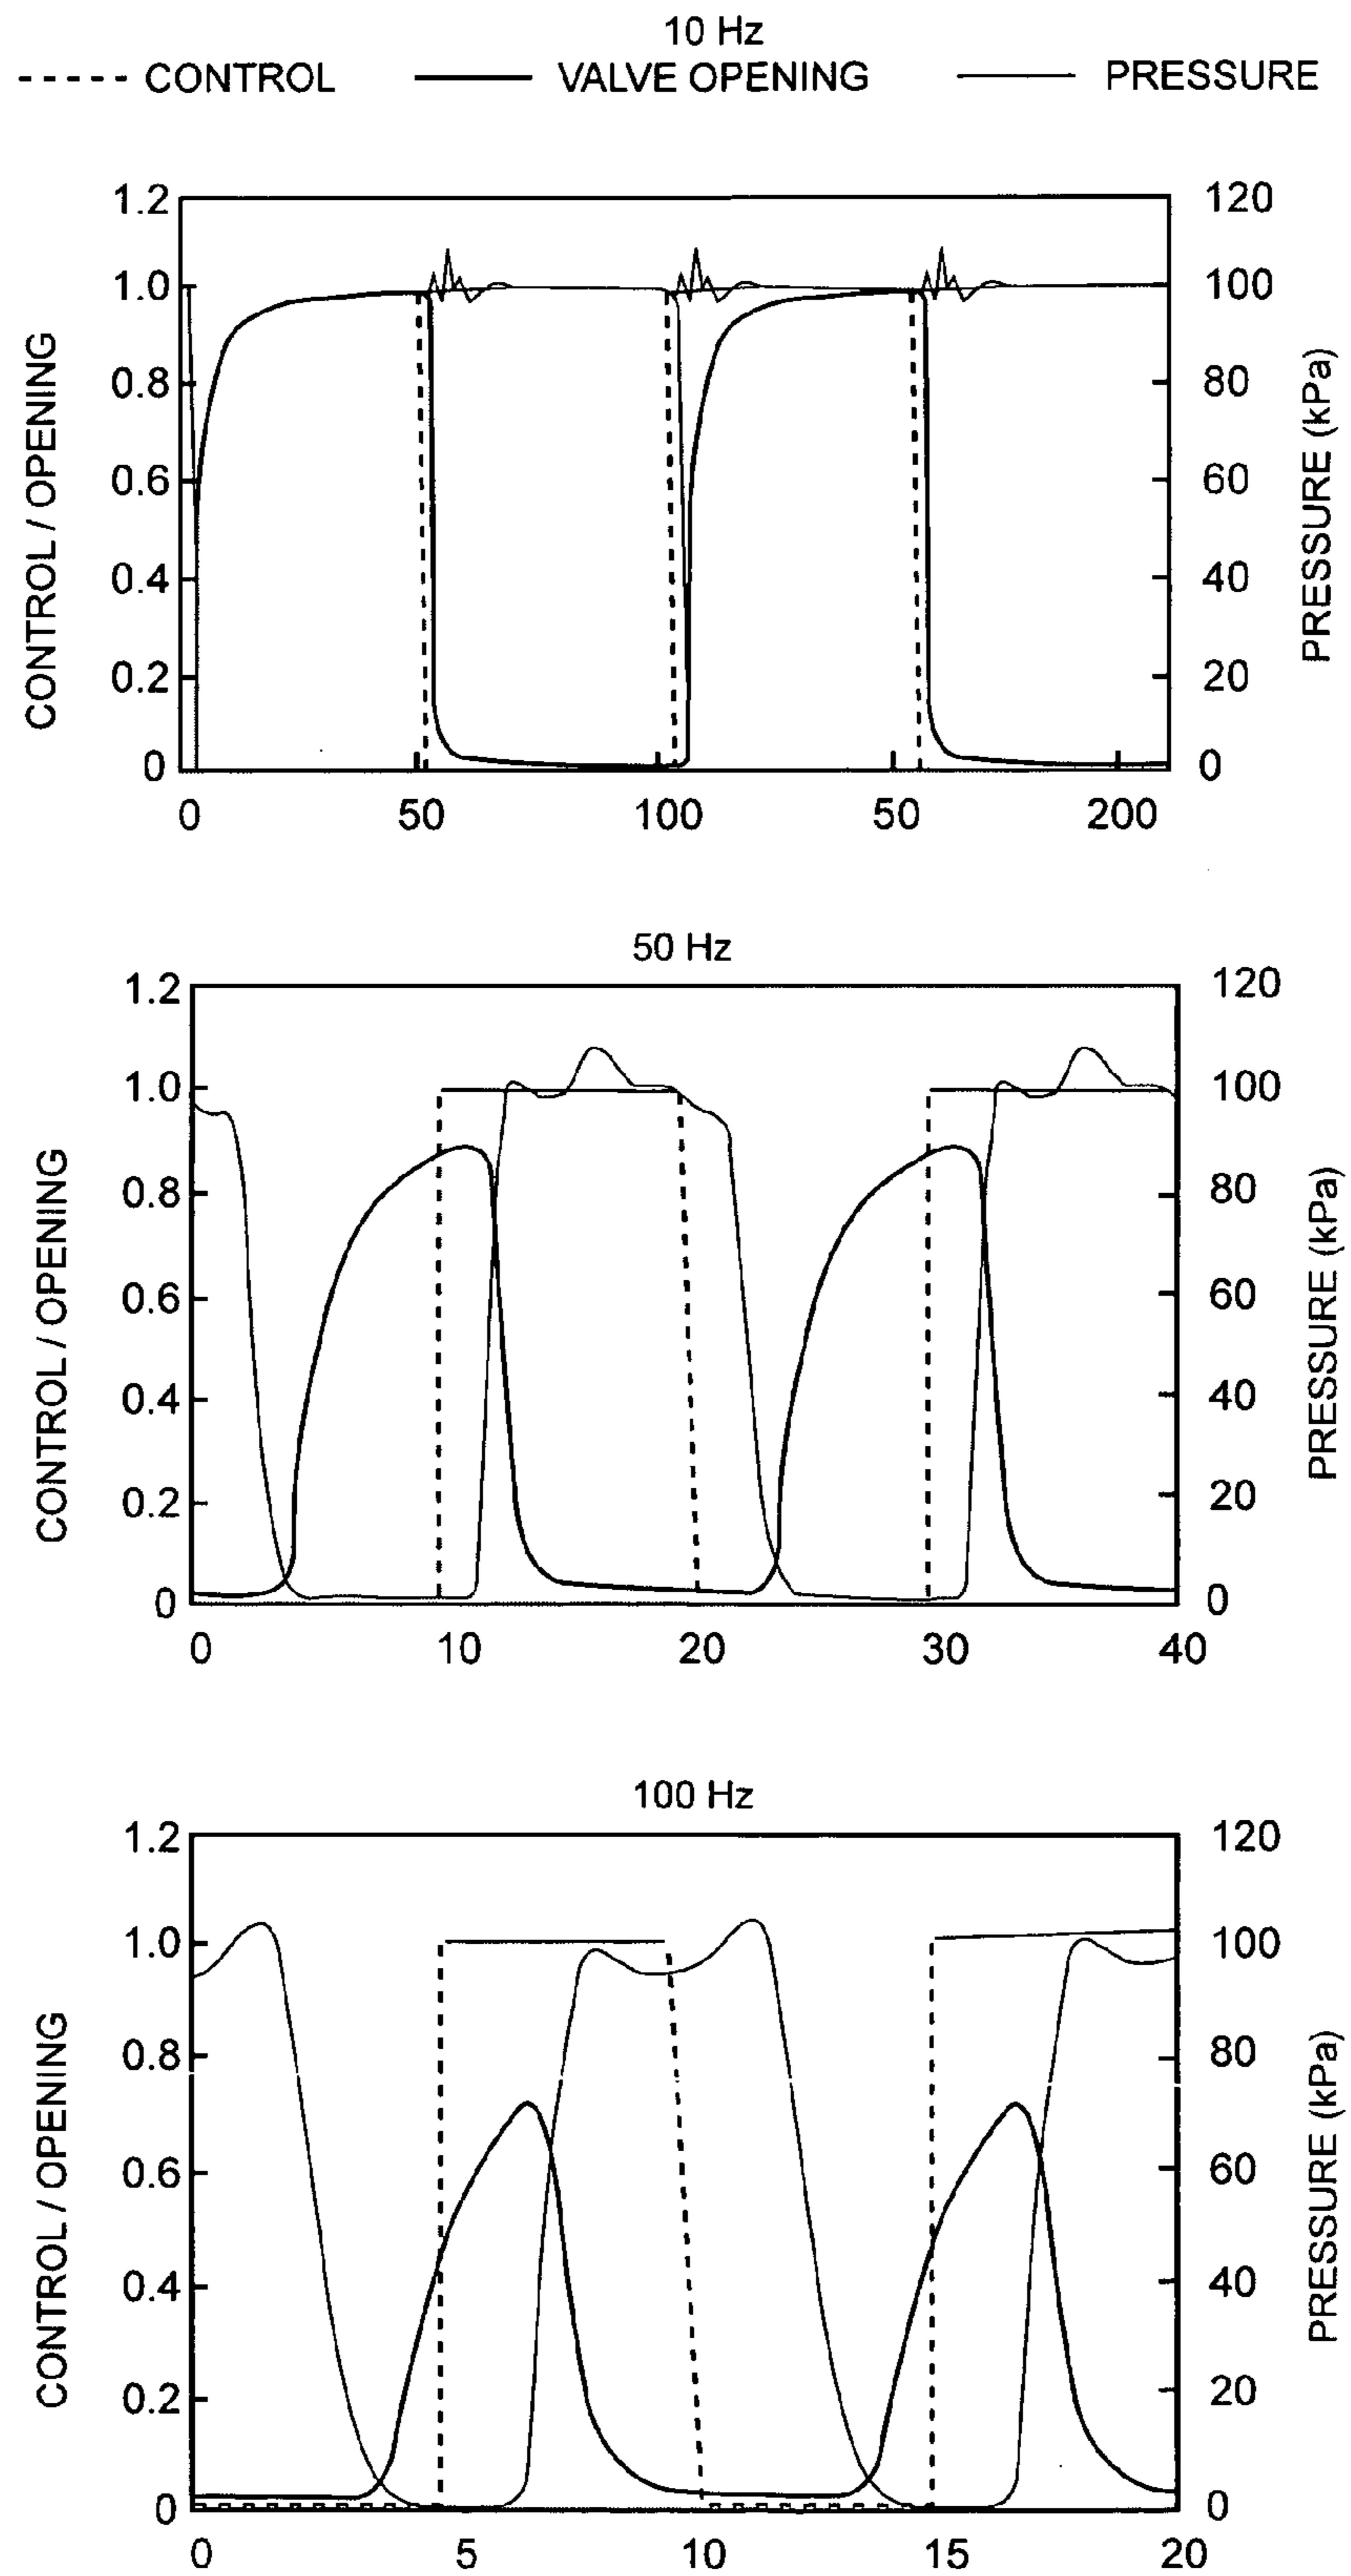 10 Hz
CONTROL VALVE OPENING PRESSURE
1.2 120
1.0 100
0.8 80
0.6 60
0.4 40
0.2 20
0 0
CONTROL / OPENING
PRESSURE (kPa)
0 50 100 50 200
50 Hz
1.2 120
1.0 100
0.8 80
0.6 60
0.4 40
0.2 20
0 0
CONTROL / OPENING
PRESSURE (kPa)
0 10 20 30 40
100 Hz
1.2 120
1.0 100
0.8 80
0.6 60
0.4 40
0.2 20
0 0
CONTROL / OPENING
PRESSURE (kPa)
0 5 10 15 20